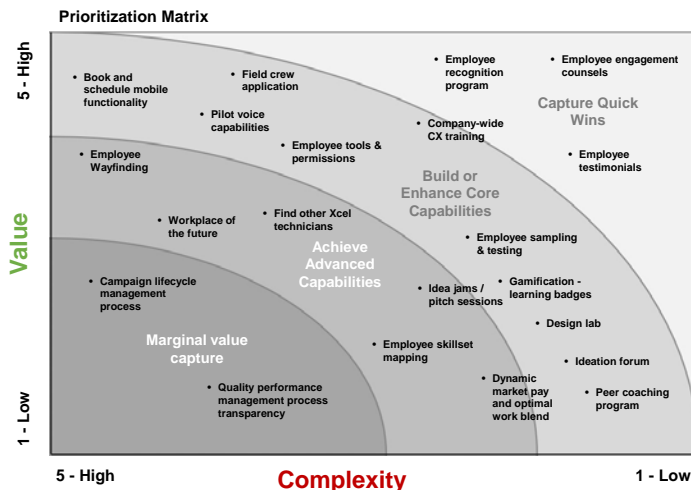 Prioritization Matrix
5 - High
Value
1 - Low
• Book and
schedule mobile
functionality
• Field crew
application
• Pilot voice
capabilities
• Employee tools &
permissions
• Employee
recognition
program
• Employee engagement
counsels
Capture Quick
Wins
• Company-wide
CX training
• Employee
testimonials
• Employee
Wayfinding
Build or
Enhance Core
Capabilities
• Workplace of
the future
• Find other Xcel
technicians
Achieve
Advanced
Capabilities
• Employee sampling
& testing
• Campaign lifecycle
management
process
• Idea jams /
pitch sessions
• Gamification -
learning badges
• Design lab
Marginal value
capture
• Employee skillset
mapping
• Ideation forum
• Quality performance
management process
transparency
• Dynamic
market pay
and optimal
work blend
• Peer coaching
program
5 - High
Complexity
1 - Low